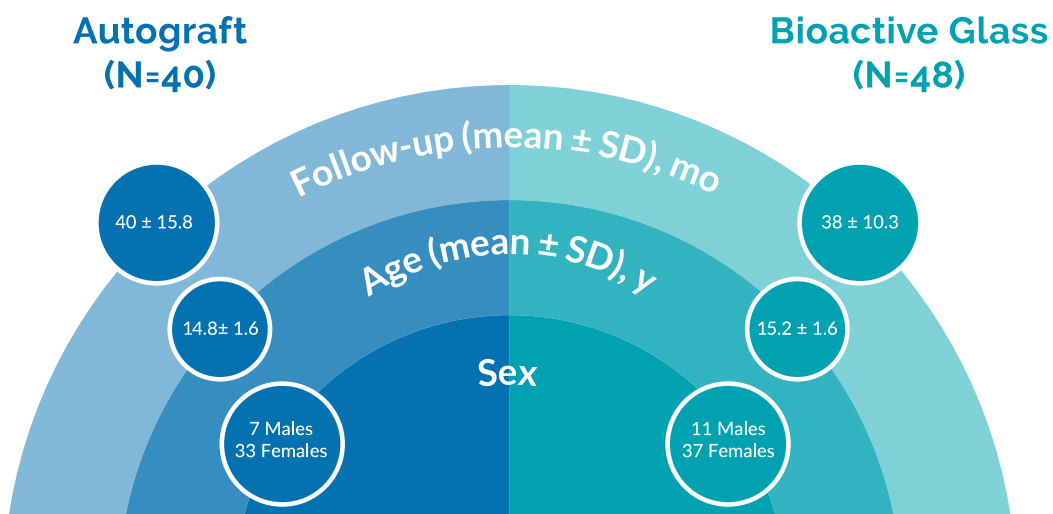 Autograft
(N=40)
Bioactive Glass
(N=48)
Follow-up (mean ± SD), mo
40 ± 15.8
38 ± 10.3
Age (mean ± SD), y
14.8± 1.6
15.2 ± 1.6
Sex
7 Males
33 Females
11 Males
37 Females